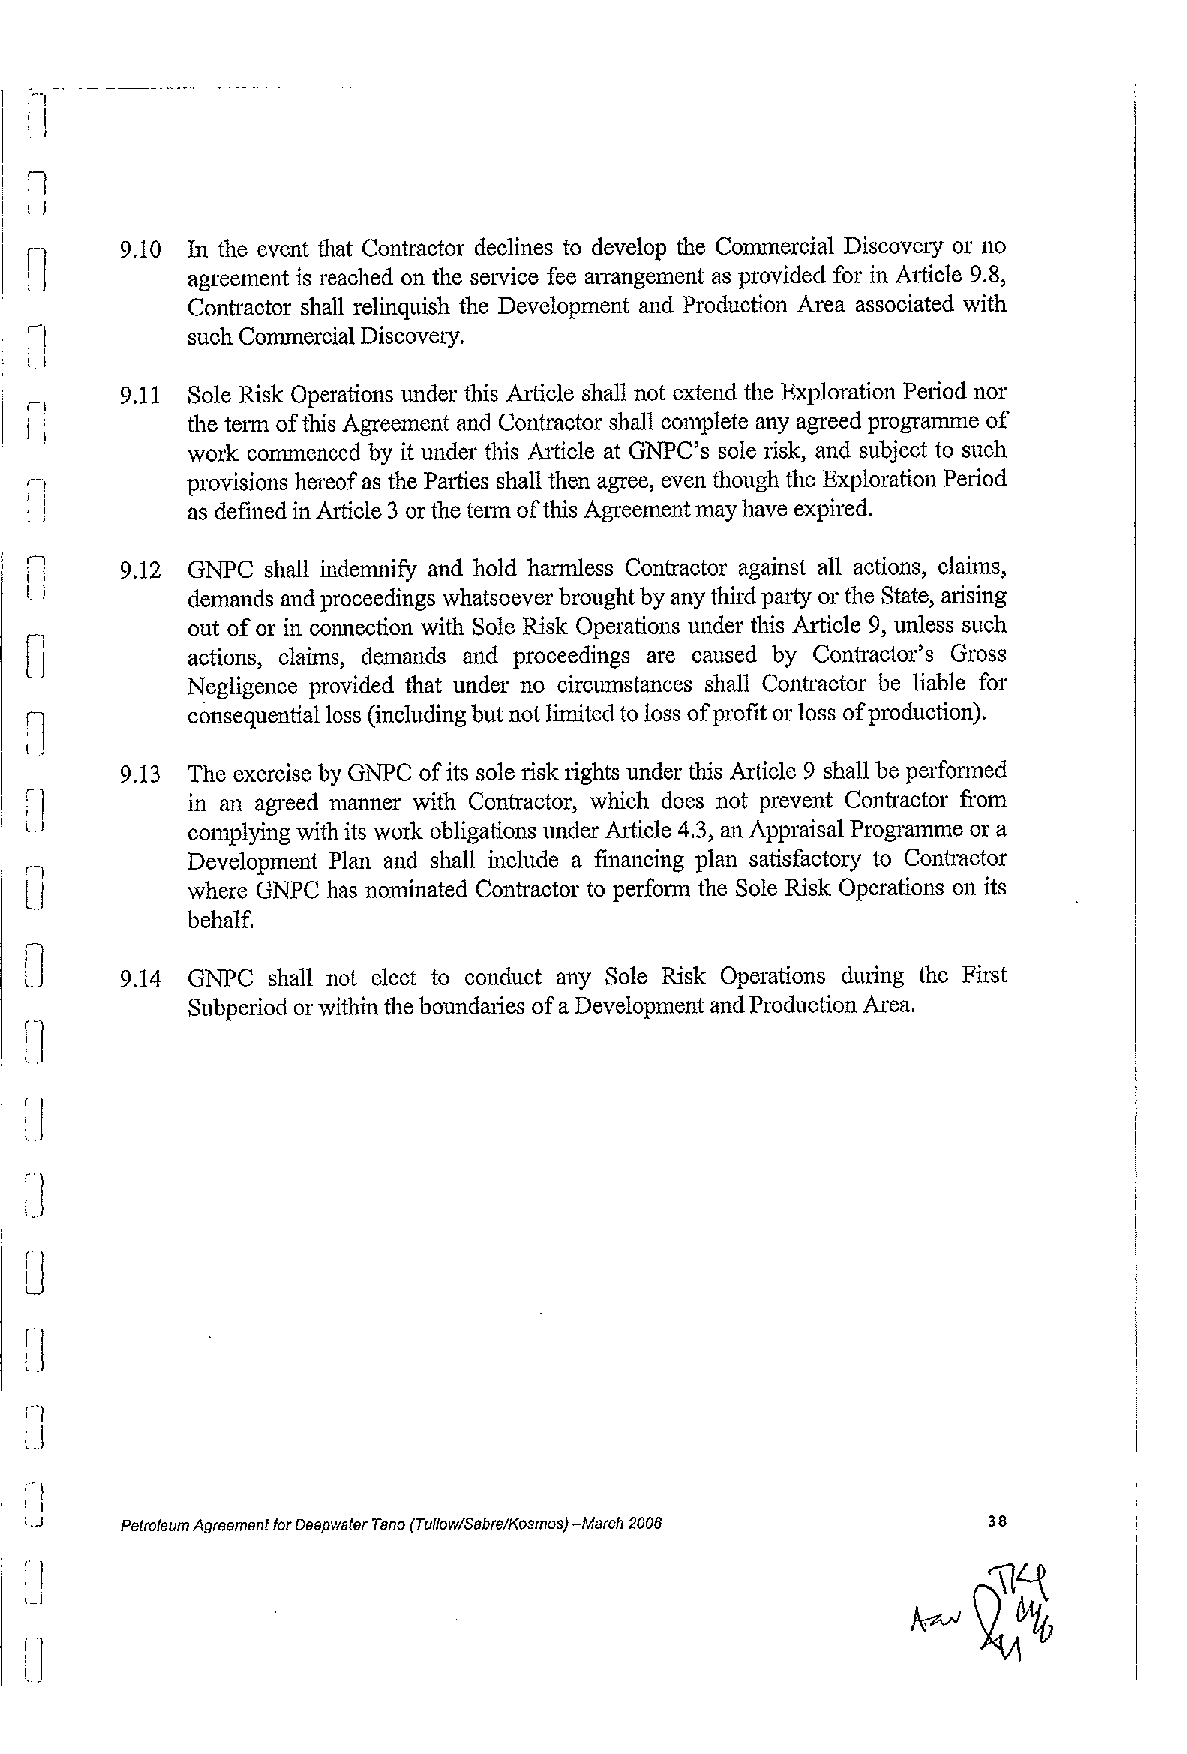 9.10 In the event that Contractor declines to develop the Commercial Discovery or no
agreement is reached on the service fee arrangement as provided for in Article 9.8,
Contractor shall relinquish the Development and Production Area associated with
such Commercial Discovery.
9.11 Sole Risk Operations under this Article shall not extend the Exploration Period nor
the term of this Agreement and Contractor shall complete any agreed programme of
work commenced by it under this Article at GNPC's sole risk, and subject to such
provisions hereof as the Parties shall then agree, even though the Exploration Period
as defined in Article 3 or the term of this Agreement may have expired.
9.12 GNPC shall indemnify and hold harmless Contractor against all actions, claims,
demands and proceedings whatsoever brought by any third party or the State, arising
out of or in connection with Sole Risk Operations under this Article 9, unless such
actions, claims, demands and proceedings are caused by Contractor's Gross
Negligence provided that under no circumstances shall Contractor be liable for
consequential loss (including but not limited to loss of profit or loss of production).
9.13 The exercise by GNPC of its sole risk rights under this Article 9 shall be performed
in an agreed manner with Contractor, which does not prevent Contractor from
complying with its work obligations under Article 4.3, an Appraisal Programme or a
Development Plan and shall include a financing plan satisfactory to Contractor
where GNPC has nominated Contractor to perform the Sole Risk Operations on its
behalf.
9.14 GNPC shall not elect to conduct any Sole Risk Operations during the First
Subperiod or within the boundaries of a Development and Production Area.
Petroleum Agreement for Deepwater Tano (Tullow/Sabre/Kosmos) –March 2006 38